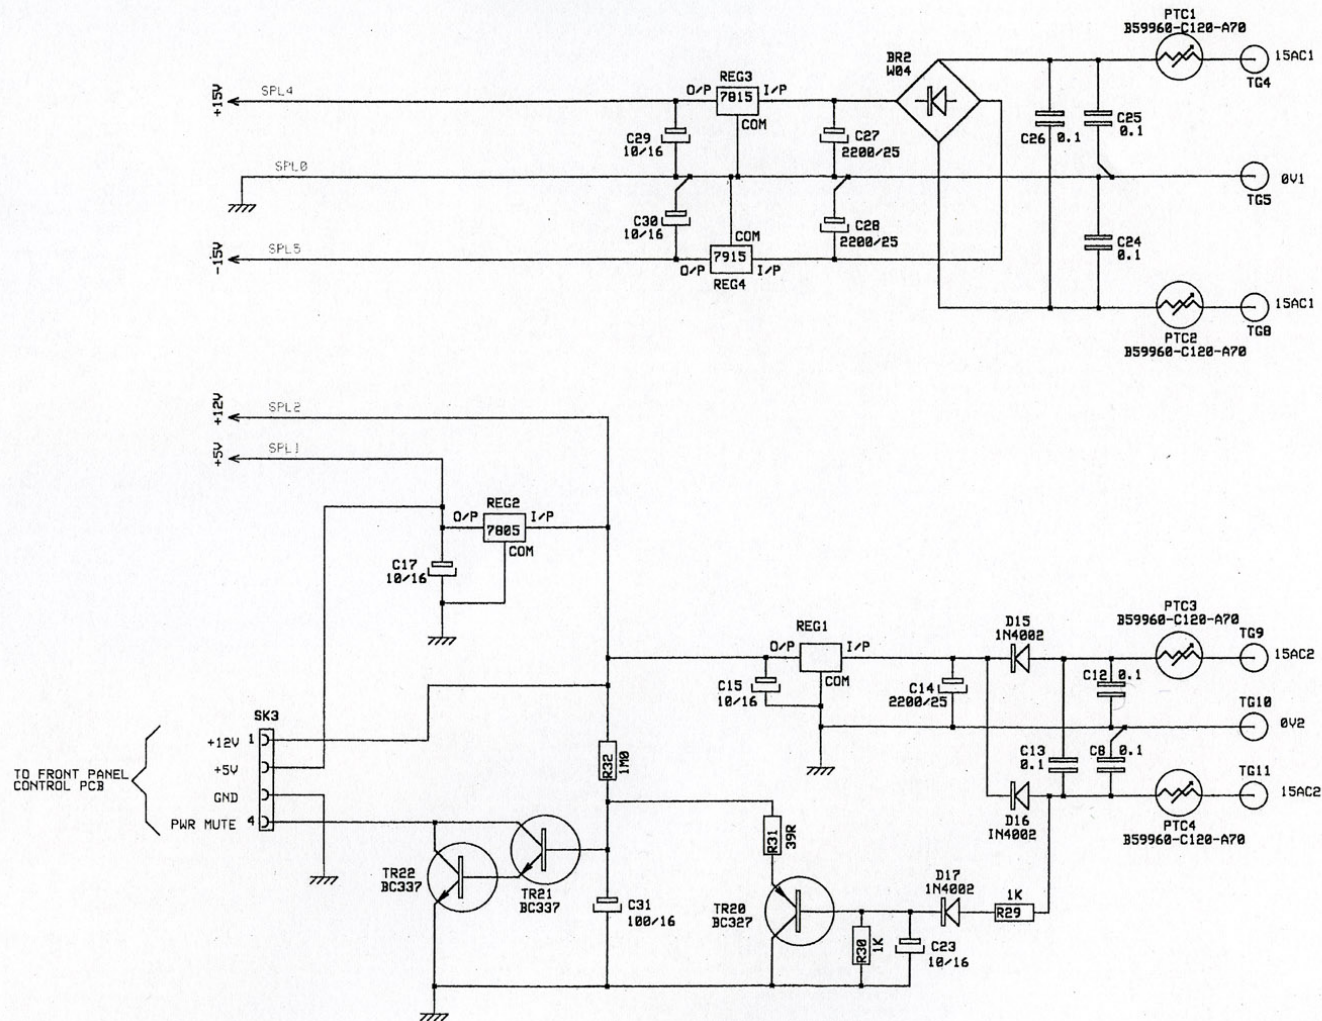 PTC1
B59960-C120-A70
15AC1
TG4
BR2
W04
REG3
O/P 7815 I/P
COM
+15V
SPL4
C29
10/16
C27
2200/25
C26 0.1
C25
0.1
SPL0
0V1
TG5
C30
10/16
C28
2200/25
C24
0.1
COM
-15V
SPL5
O/P 7915 I/P
REG4
15AC1
TG8
PTC2
B59960-C120-A70
+12V
SPL2
+5V
SPL1
REG2
O/P 7805 I/P
COM
C17
10/16
PTC3
B59960-C120-A70
TG9
15AC2
D15
1N4002
REG1
O/P I/P
COM
C15
10/16
C14
2200/25
C12 0.1
TG10
0V2
C13
0.1
C8 0.1
TG11
15AC2
D16
1N4002
PTC4
B59960-C120-A70
SK3
+12V 1
+5V
GND
PWR MUTE 4
TO FRONT PANEL
CONTROL PCB
R32
1M0
R31
39R
TR22
BC337
TR21
BC337
C31
100/16
TR20
BC327
D17
1N4002
1K
R29
R30
1K
C23
10/16